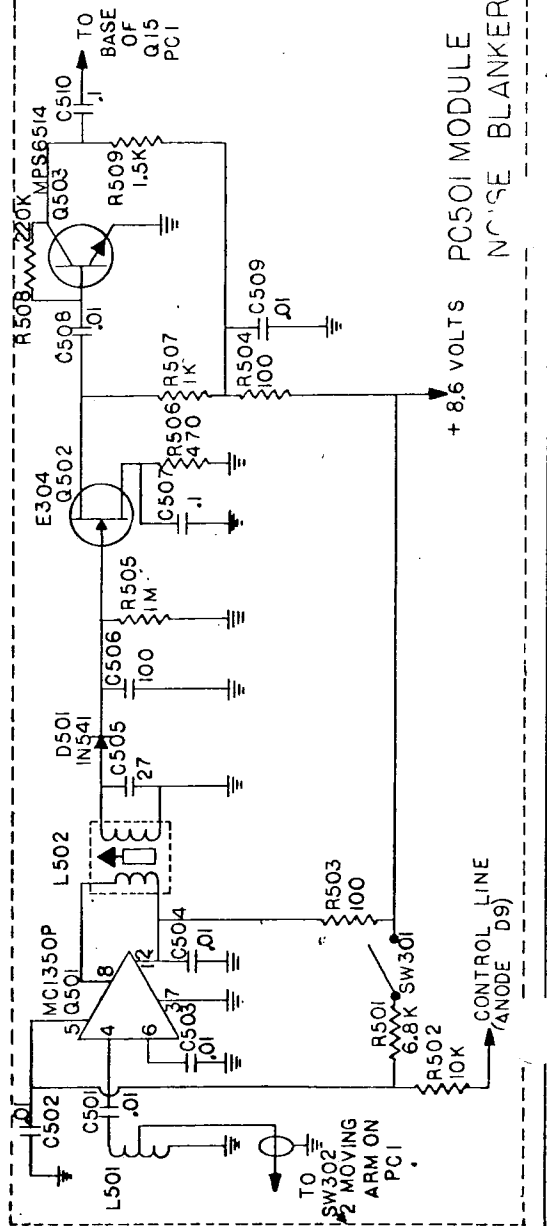 TO
BASE
OF
Q15
PC1
C510
.1
MPS6514
Q503
R509
1.5K
R508
220K
C508
.01
R507
1K
C509
.01
R504
100
E304
Q502
R506
470
C507
.1
R505
1M
C506
100
D501
1N541
C505
27
L502
MC1350P
Q501
8
5
4
6
12
37
C504
.01
C503
.01
R503
100
SW301
R501
6.8K
R502
10K
CONTROL LINE
(ANODE D9)
.01
C502
C501
.01
L501
TO
SW302
2 MOVING
ARM ON
PC1
+ 8.6 VOLTS
PC501 MODULE
NOISE BLANKER